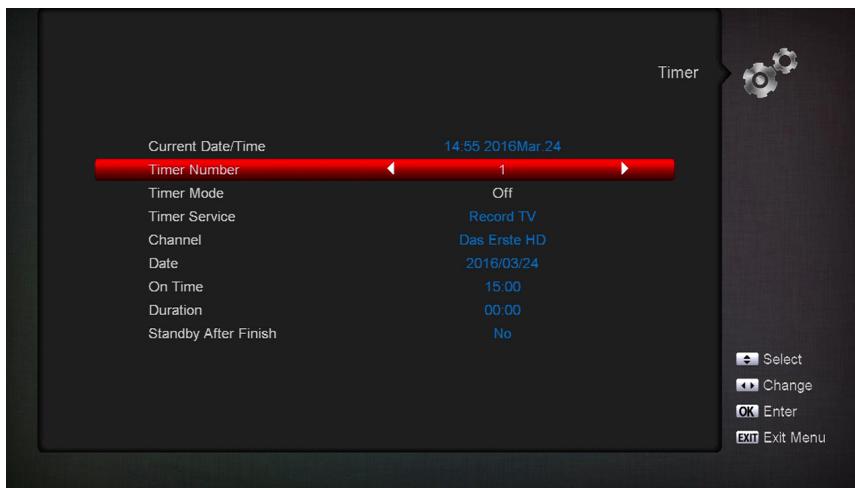 Timer
Current Date/Time 14:55 2016Mar.24
Timer Number 1
Timer Mode Off
Timer Service Record TV
Channel Das Erste HD
Date 2016/03/24
On Time 15:00
Duration 00:00
Standby After Finish No
Select
Change
OK Enter
EXIT Exit Menu